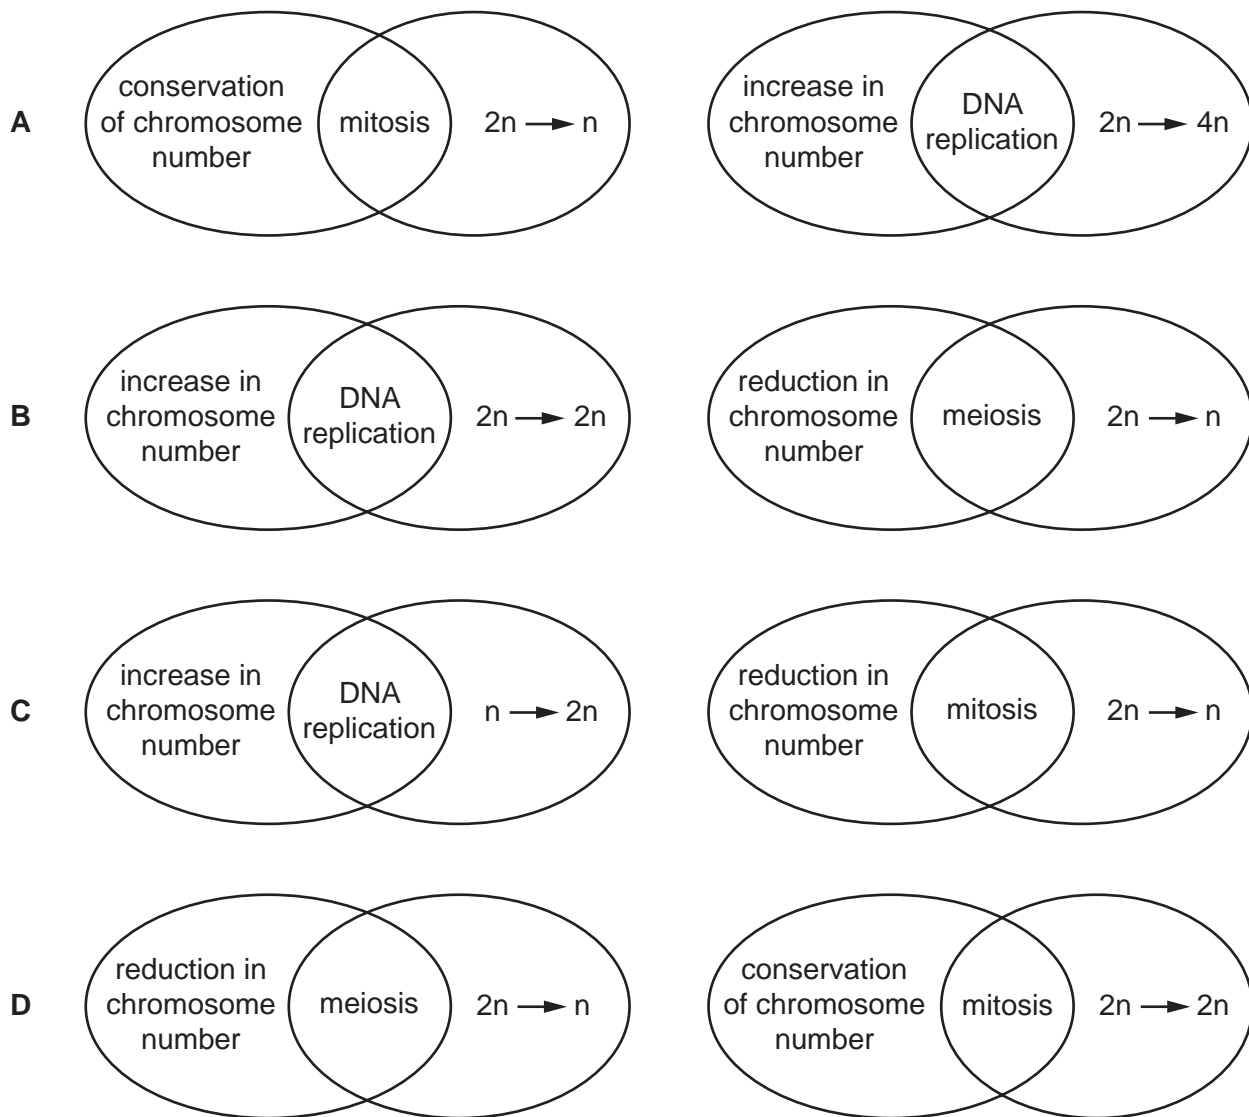 A
conservation
of chromosome
number
mitosis
2n → n
increase in
chromosome
number
DNA
replication
2n → 4n
B
increase in
chromosome
number
DNA
replication
2n → 2n
reduction in
chromosome
number
meiosis
2n → n
C
increase in
chromosome
number
DNA
replication
n → 2n
reduction in
chromosome
number
mitosis
2n → n
D
reduction in
chromosome
number
meiosis
2n → n
conservation
of chromosome
number
mitosis
2n → 2n